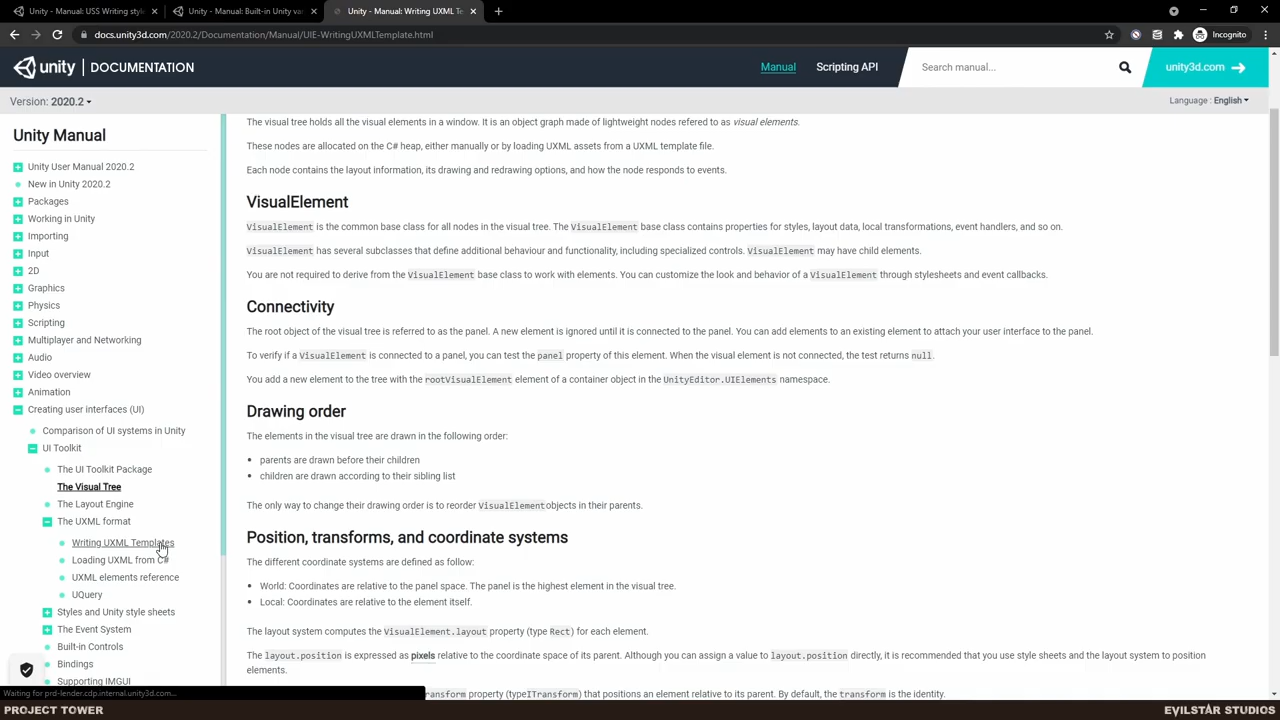 Unity - Manual: USS Writing style
Unity - Manual: Built-in Unity va
Unity - Manual: Writing UXML Te
docs.unity3d.com/2020.2/Documentation/Manual/UIE-WritingUXMLTemplate.html
Incognito
unity | DOCUMENTATION
Manual
Scripting API
Search manual...
unity3d.com
Version: 2020.2
Language : English
Unity Manual
Unity User Manual 2020.2
New in Unity 2020.2
Packages
Working in Unity
Importing
Input
2D
Graphics
Physics
Scripting
Multiplayer and Networking
Audio
Video overview
Animation
Creating user interfaces (UI)
Comparison of UI systems in Unity
UI Toolkit
The UI Toolkit Package
The Visual Tree
The Layout Engine
The UXML format
Writing UXML Templates
Loading UXML from C#
UXML elements reference
UQuery
Styles and Unity style sheets
The Event System
Built-in Controls
Bindings
Supporting IMGUI
The visual tree holds all the visual elements in a window. It is an object graph made of lightweight nodes refered to as visual elements.
These nodes are allocated on the C# heap, either manually or by loading UXML assets from a UXML template file.
Each node contains the layout information, its drawing and redrawing options, and how the node responds to events.
VisualElement
VisualElement is the common base class for all nodes in the visual tree. The VisualElement base class contains properties for styles, layout data, local transformations, event handlers, and so on.
VisualElement has several subclasses that define additional behaviour and functionality, including specialized controls. VisualElement may have child elements.
You are not required to derive from the VisualElement base class to work with elements. You can customize the look and behavior of a VisualElement through stylesheets and event callbacks.
Connectivity
The root object of the visual tree is referred to as the panel. A new element is ignored until it is connected to the panel. You can add elements to an existing element to attach your user interface to the panel.
To verify if a VisualElement is connected to a panel, you can test the panel property of this element. When the visual element is not connected, the test returns null.
You add a new element to the tree with the rootVisualElement element of a container object in the UnityEditor.UIElements namespace.
Drawing order
The elements in the visual tree are drawn in the following order:
• parents are drawn before their children
• children are drawn according to their sibling list
The only way to change their drawing order is to reorder VisualElementobjects in their parents.
Position, transforms, and coordinate systems
The different coordinate systems are defined as follow:
• World: Coordinates are relative to the panel space. The panel is the highest element in the visual tree.
• Local: Coordinates are relative to the element itself.
The layout system computes the VisualElement.layout property (type Rect) for each element.
The layout.position is expressed as pixels relative to the coordinate space of its parent. Although you can assign a value to layout.position directly, it is recommended that you use style sheets and the layout system to position
elements.
ransform property (typeITransform) that positions an element relative to its parent. By default, the transform is the identity.
Waiting for prd-lender.cdp.internal.unity3d.com...
PROJECT TOWER
EVILSTAR STUDIOS